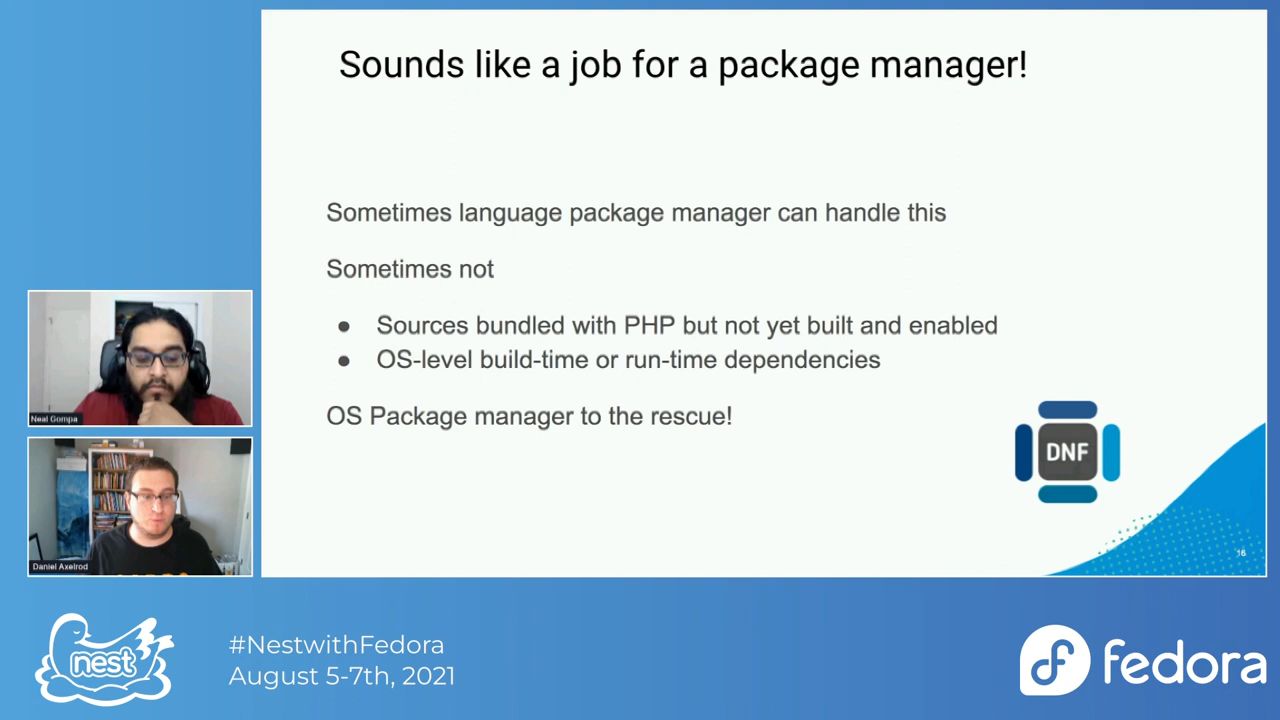 Sounds like a job for a package manager!
Sometimes language package manager can handle this
Sometimes not
● Sources bundled with PHP but not yet built and enabled
● OS-level build-time or run-time dependencies
OS Package manager to the rescue!
DNF
16
Neal Gompa
Daniel Axelrod
nest
#NestwithFedora
August 5-7th, 2021
fedora